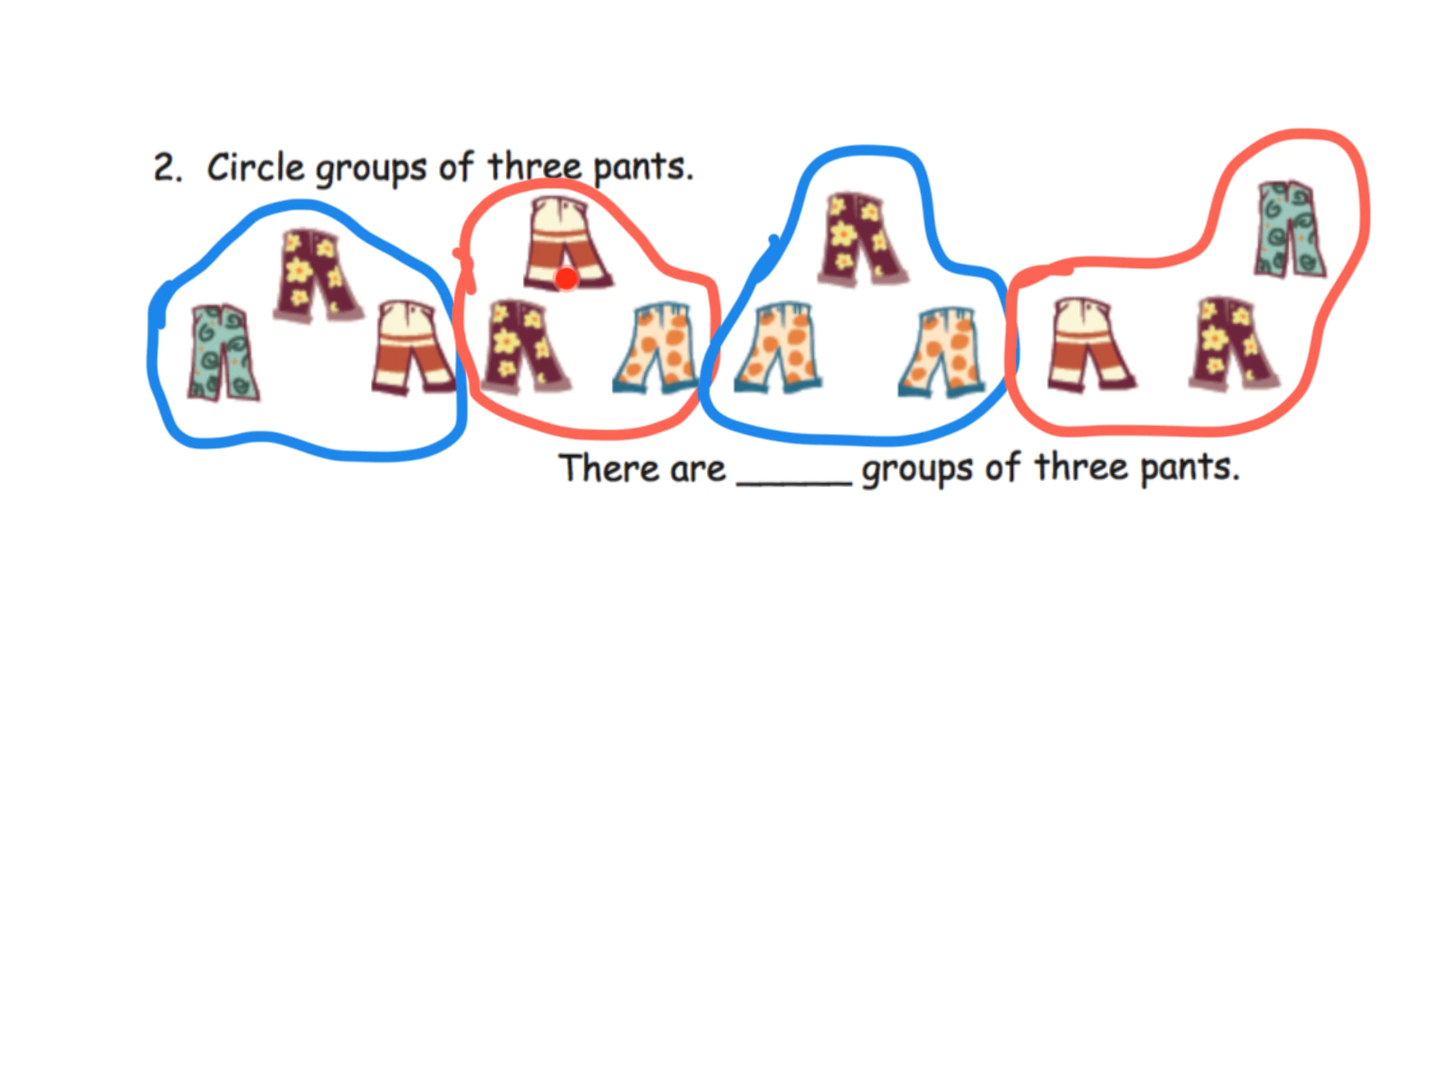 2. Circle groups of three pants.
There are ______ groups of three pants.